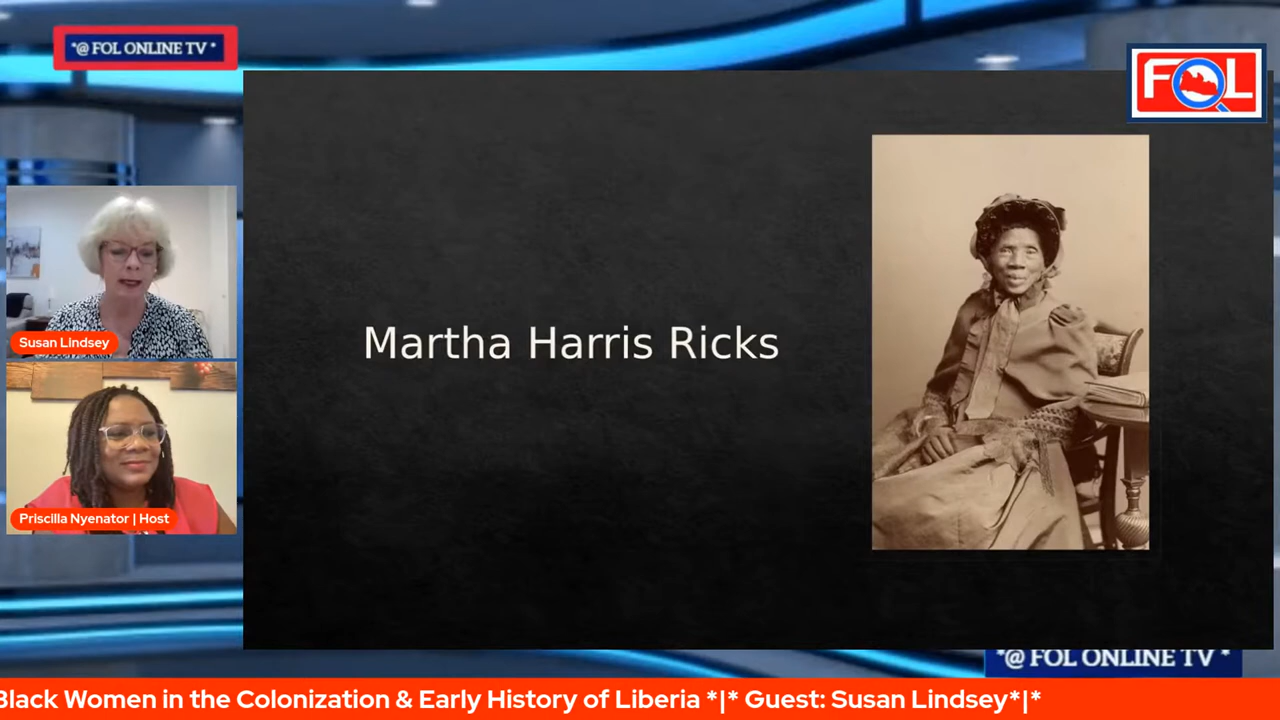 *@ FOL ONLINE TV *
FOL
Martha Harris Ricks
Susan Lindsey
Priscilla Nyenator | Host
*@ FOL ONLINE TV *
Black Women in the Colonization & Early History of Liberia *|* Guest: Susan Lindsey*|*